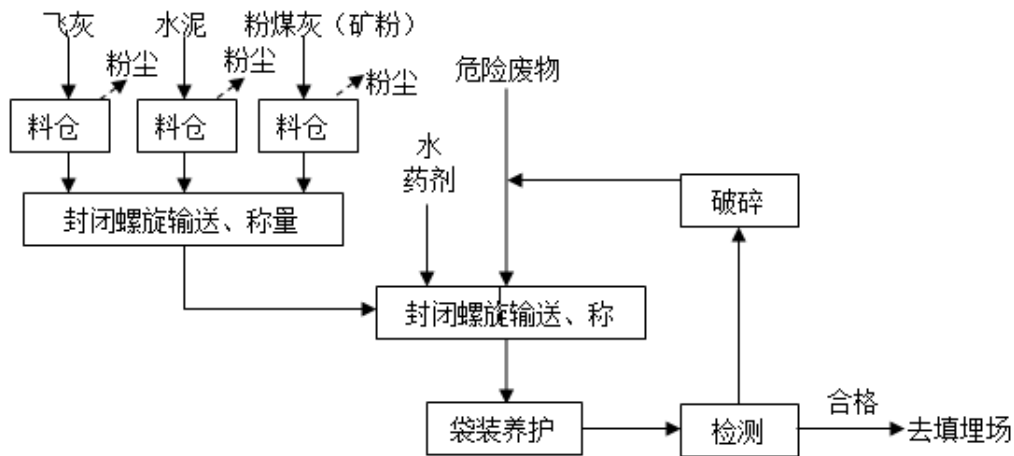 飞灰
水泥
粉煤灰（矿粉）
粉尘
粉尘
粉尘
危险废物
料仓
料仓
料仓
水
药剂
破碎
封闭螺旋输送、称量
封闭螺旋输送、称
合格
袋装养护
检测
去填埋场